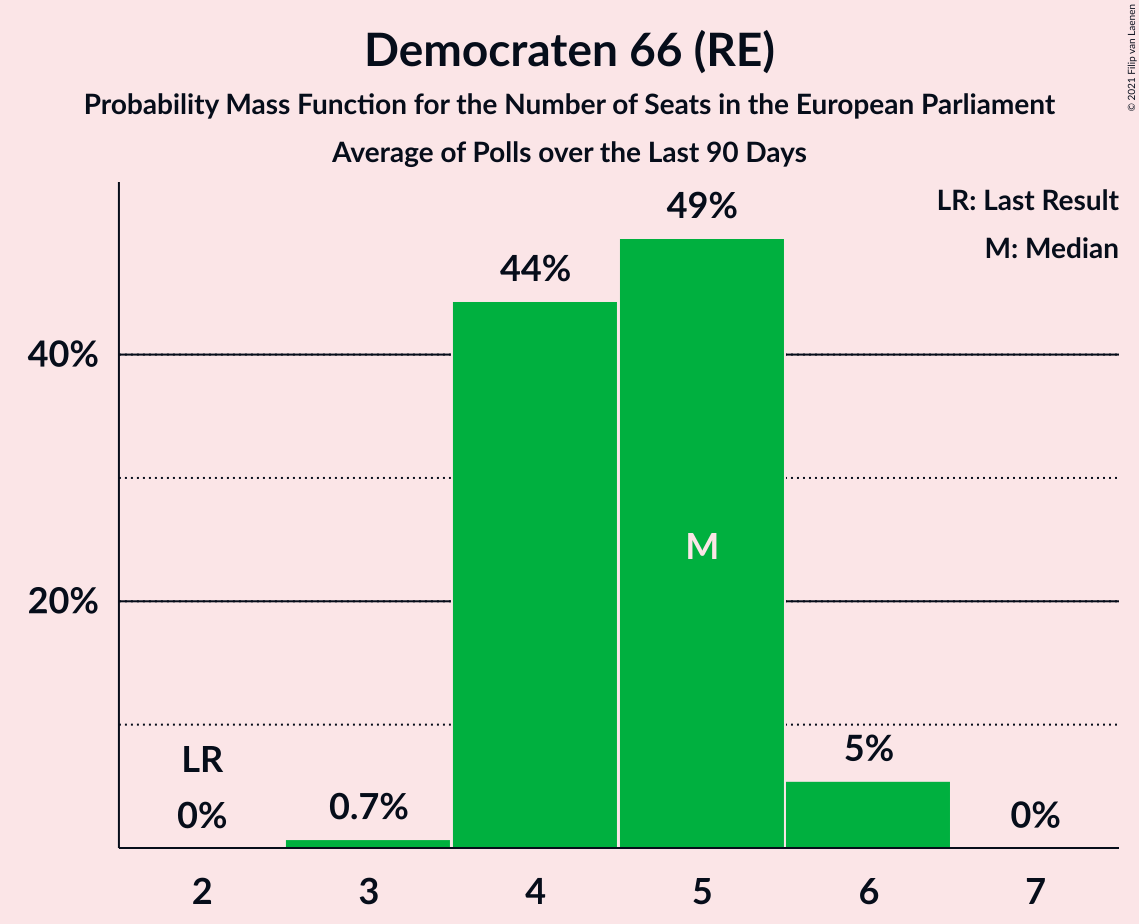 Democraten 66 (RE)
Probability Mass Function for the Number of Seats in the European Parliament
Average of Polls over the Last 90 Days
© 2021 Filip van Laenen
LR: Last Result
M: Median
49%
44%
40%
M
20%
LR
5%
0%
0.7%
0%
2 3 4 5 6 7